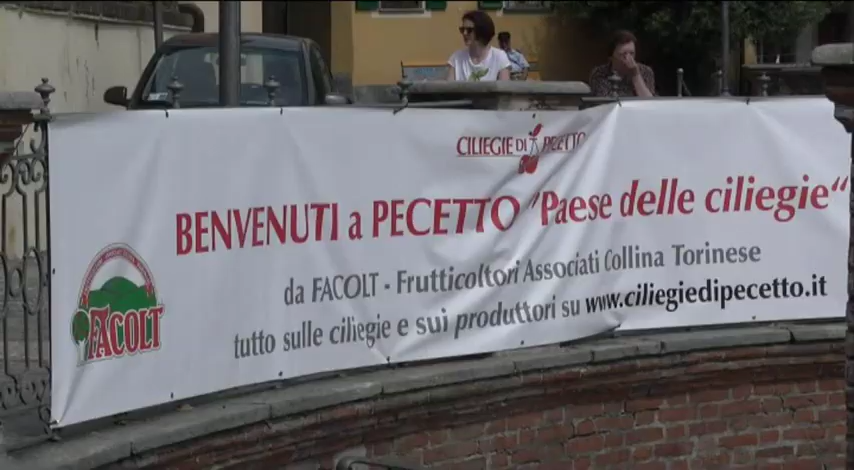 CILIEGIE DI PECETTO
BENVENUTI a PECETTO "Paese delle ciliegie"
da FACOLT - Frutticoltori Associati Collina Torinese
tutto sulle ciliegie e sui produttori su www.ciliegiedipecetto.it
FACOLT